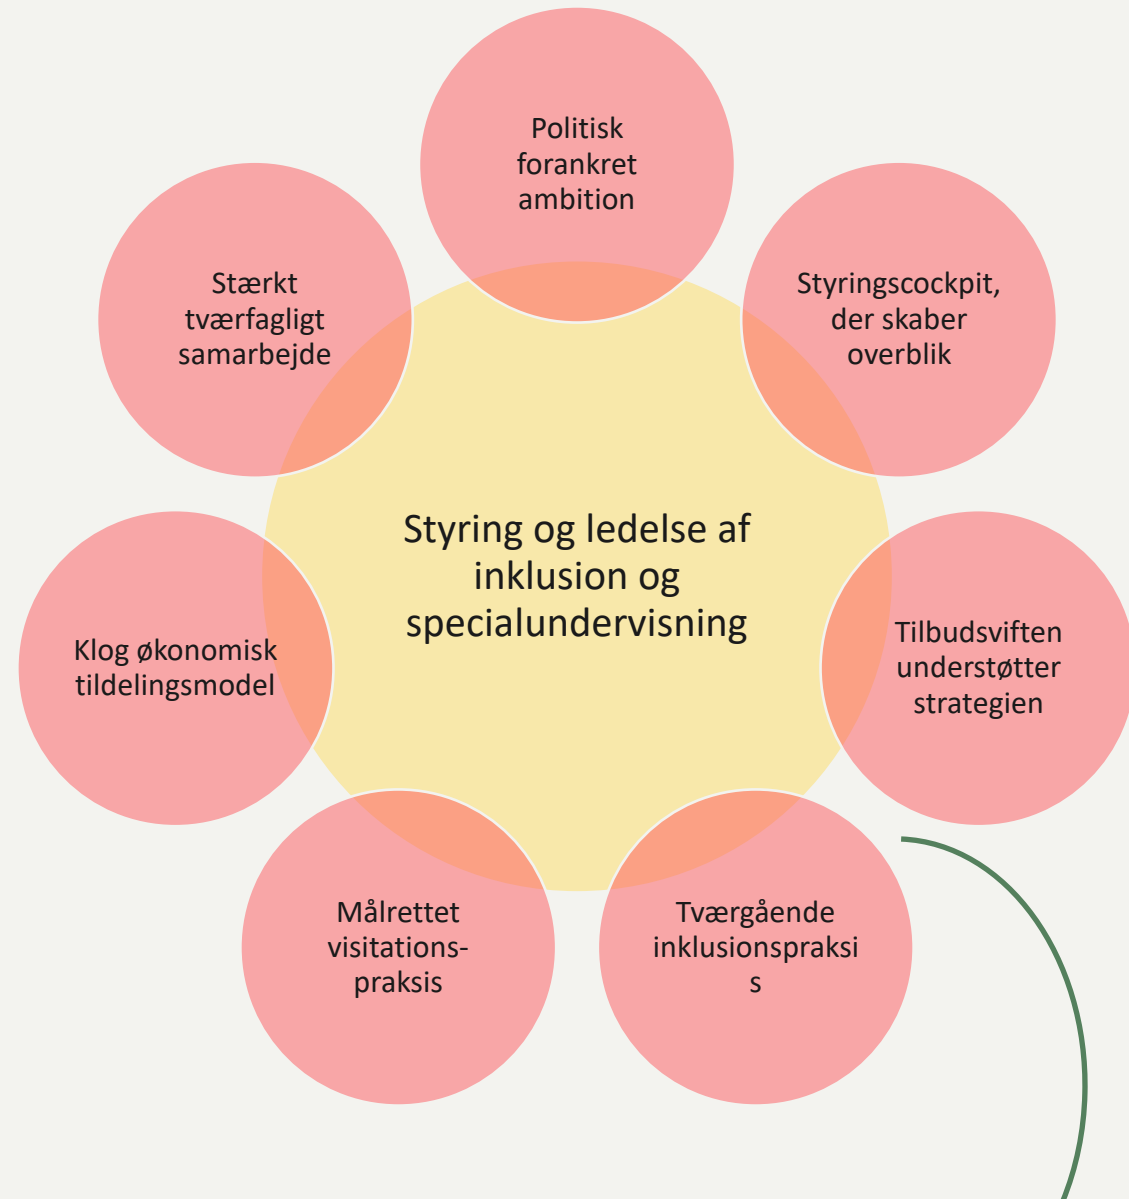 Politisk
forankret
ambition
Styringscockpit,
der skaber
overblik
Tilbudsviften
understøtter
strategien
Tværgående
inklusionspraksi
s
Målrettet
visitations-
praksis
Klog økonomisk
tildelingsmodel
Stærkt
tværfagligt
samarbejde
Styring og ledelse af
inklusion og
specialundervisning